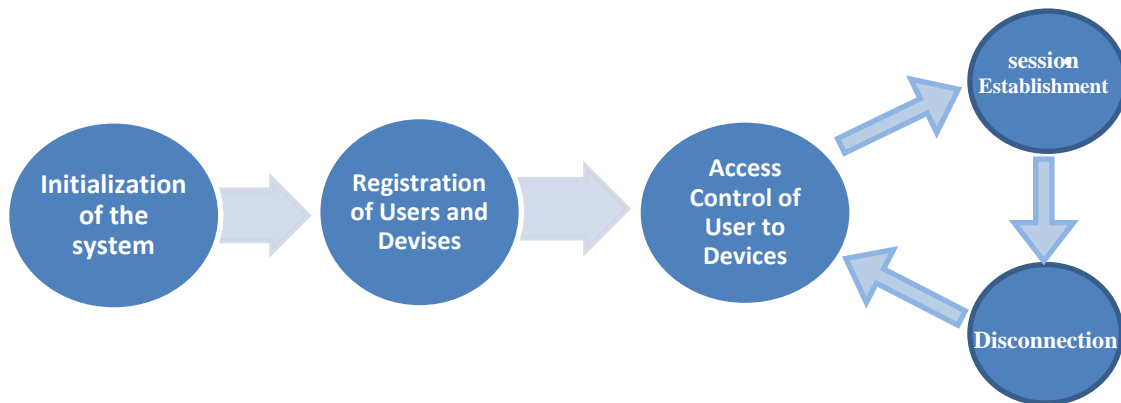 Initialization
of the
system
Registration
of Users and
Devises
Access
Control of
User to
Devices
session
Establishment
Disconnection